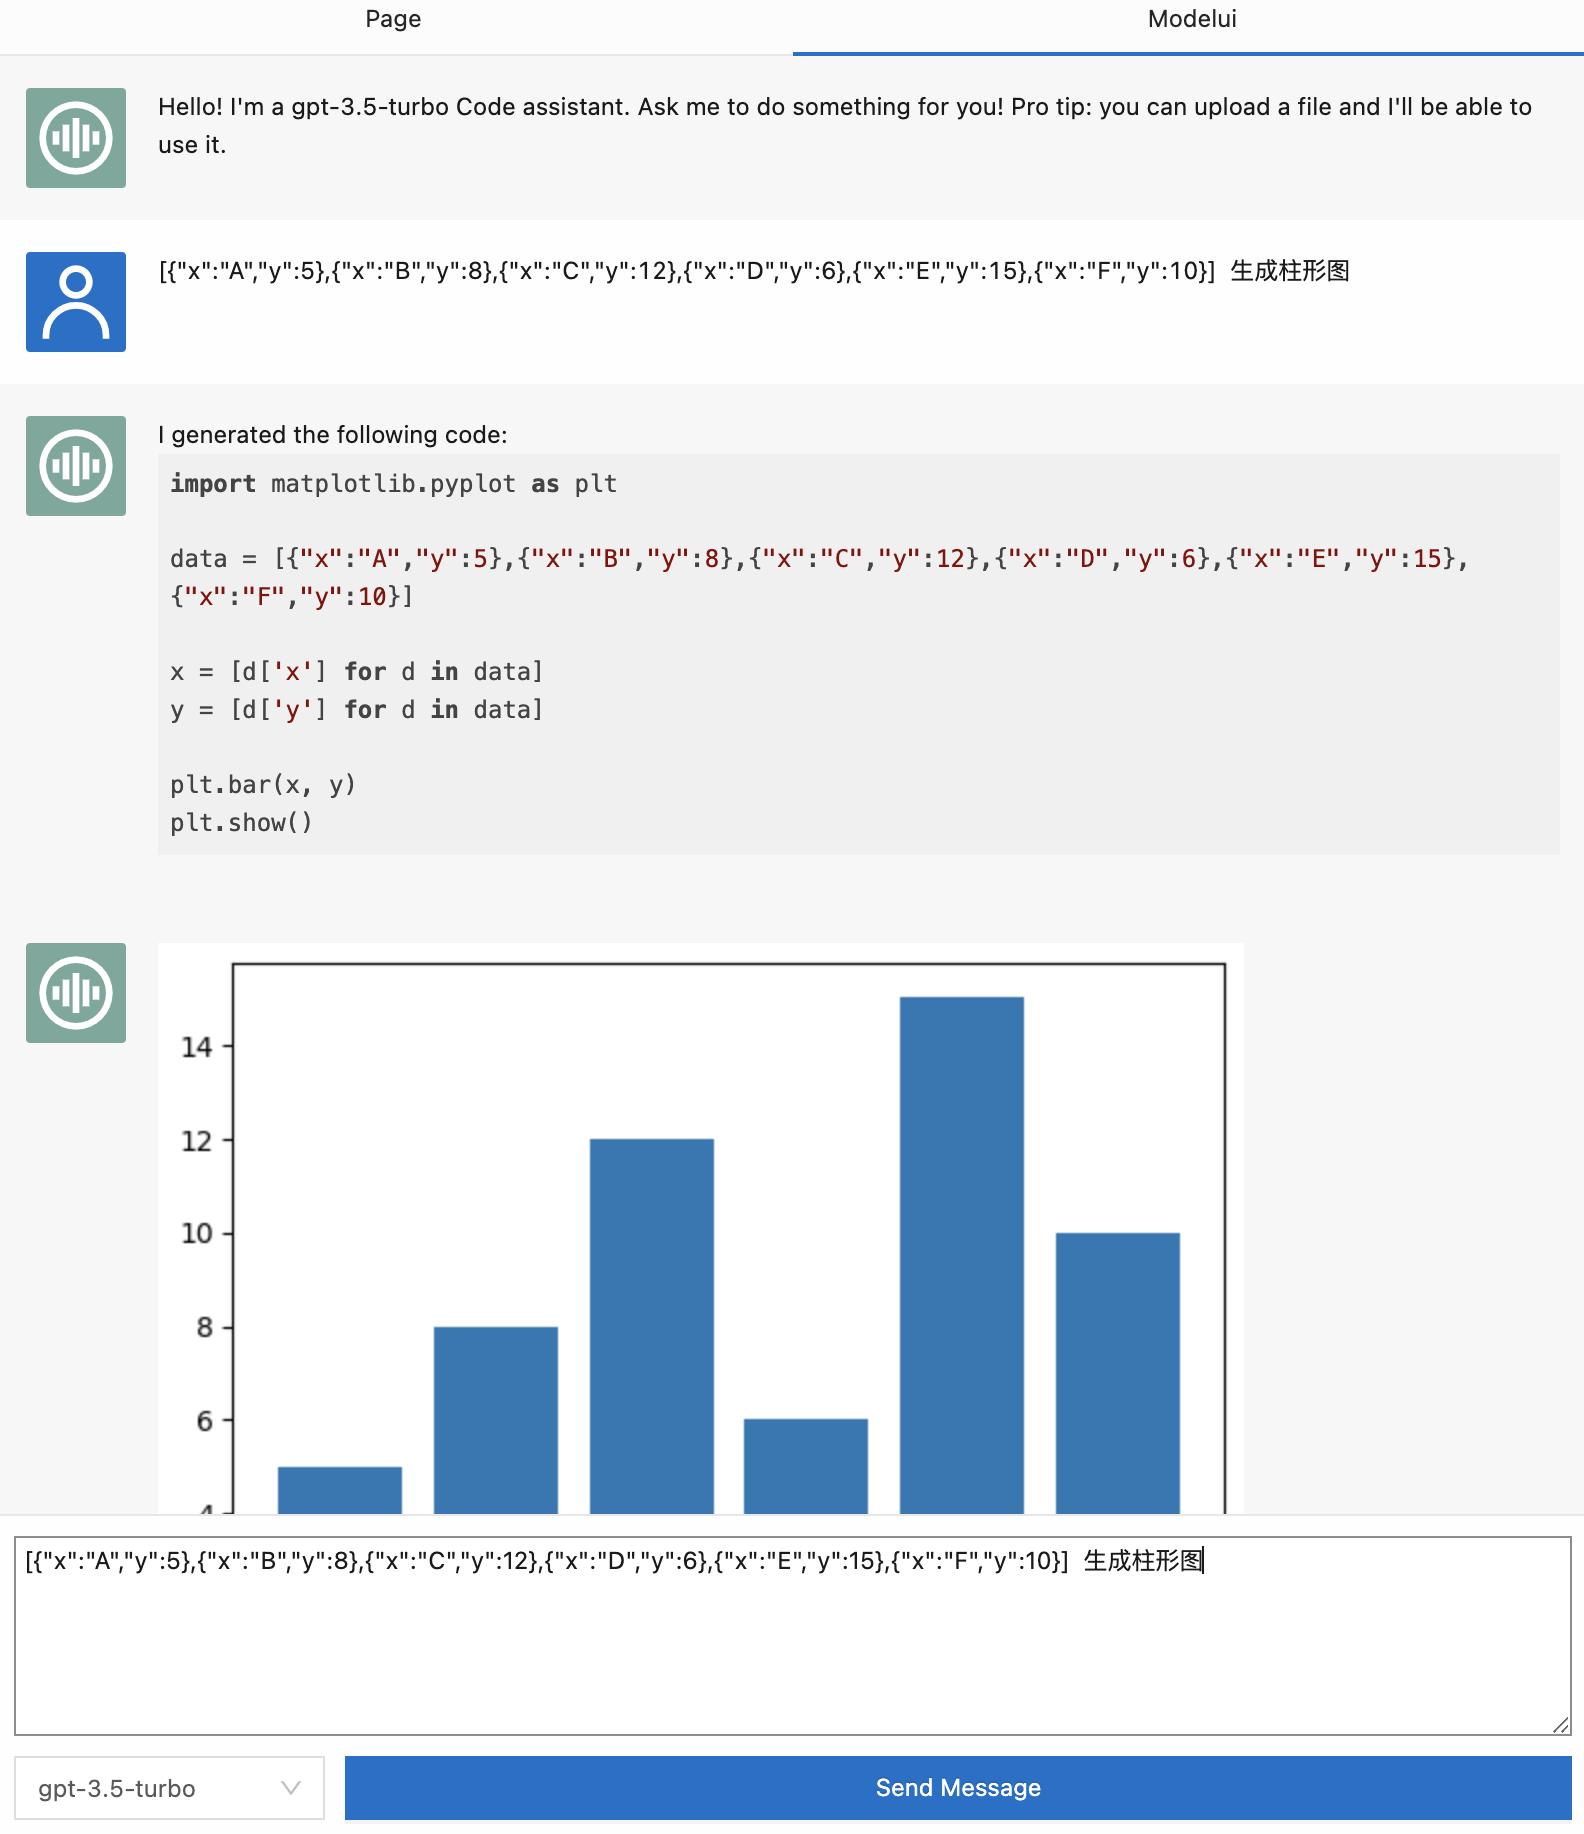 Page
Modelui
Hello! I'm a gpt-3.5-turbo Code assistant. Ask me to do something for you! Pro tip: you can upload a file and I'll be able to
use it.
[{"x":"A","y":5},{"x":"B","y":8},{"x":"C","y":12},{"x":"D","y":6},{"x":"E","y":15},{"x":"F","y":10}]  生成柱形图
I generated the following code:
import matplotlib.pyplot as plt
data = [{"x":"A","y":5},{"x":"B","y":8},{"x":"C","y":12},{"x":"D","y":6},{"x":"E","y":15},
{"x":"F","y":10}]
x = [d['x'] for d in data]
y = [d['y'] for d in data]
plt.bar(x, y)
plt.show()
14
12
10
8
6
4
[{"x":"A","y":5},{"x":"B","y":8},{"x":"C","y":12},{"x":"D","y":6},{"x":"E","y":15},{"x":"F","y":10}]  生成柱形图
gpt-3.5-turbo
Send Message